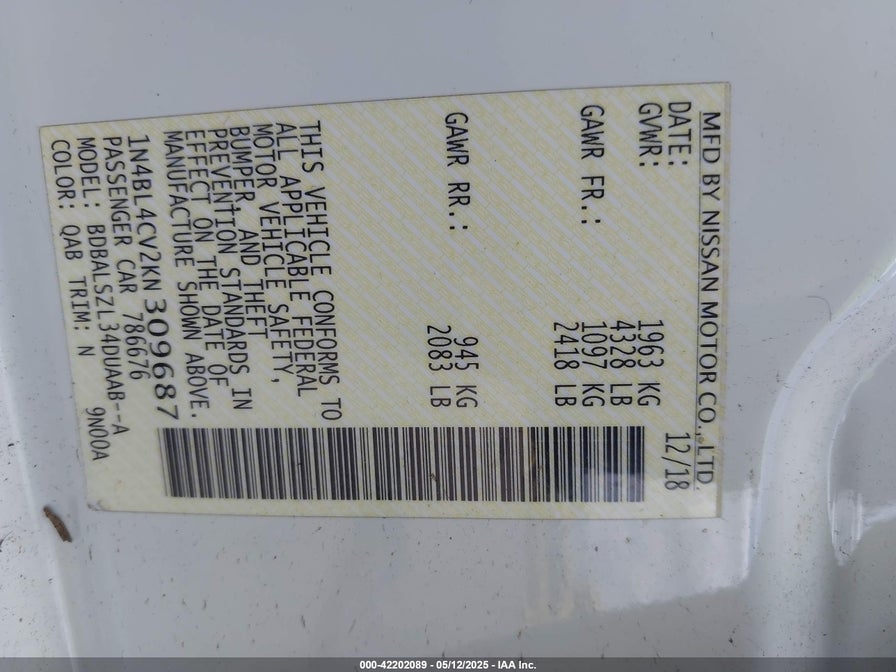 MFD BY NISSAN MOTOR CO., LTD.
DATE: 12/18
GVWR: 1963 KG
4328 LB
GAWR FR.: 1097 KG
2418 LB
GAWR RR.: 945 KG
2083 LB
THIS VEHICLE CONFORMS TO
ALL APPLICABLE FEDERAL
MOTOR VEHICLE SAFETY,
BUMPER, AND THEFT
PREVENTION STANDARDS IN
EFFECT ON THE DATE OF
MANUFACTURE SHOWN ABOVE.
1N4BL4CV2KN309687
PASSENGER CAR 786676
MODEL: BDBALSZL34DUAAB--A
COLOR: QAB TRIM: N 9N00A
000-42202089 - 05/12/2025 - IAA Inc.